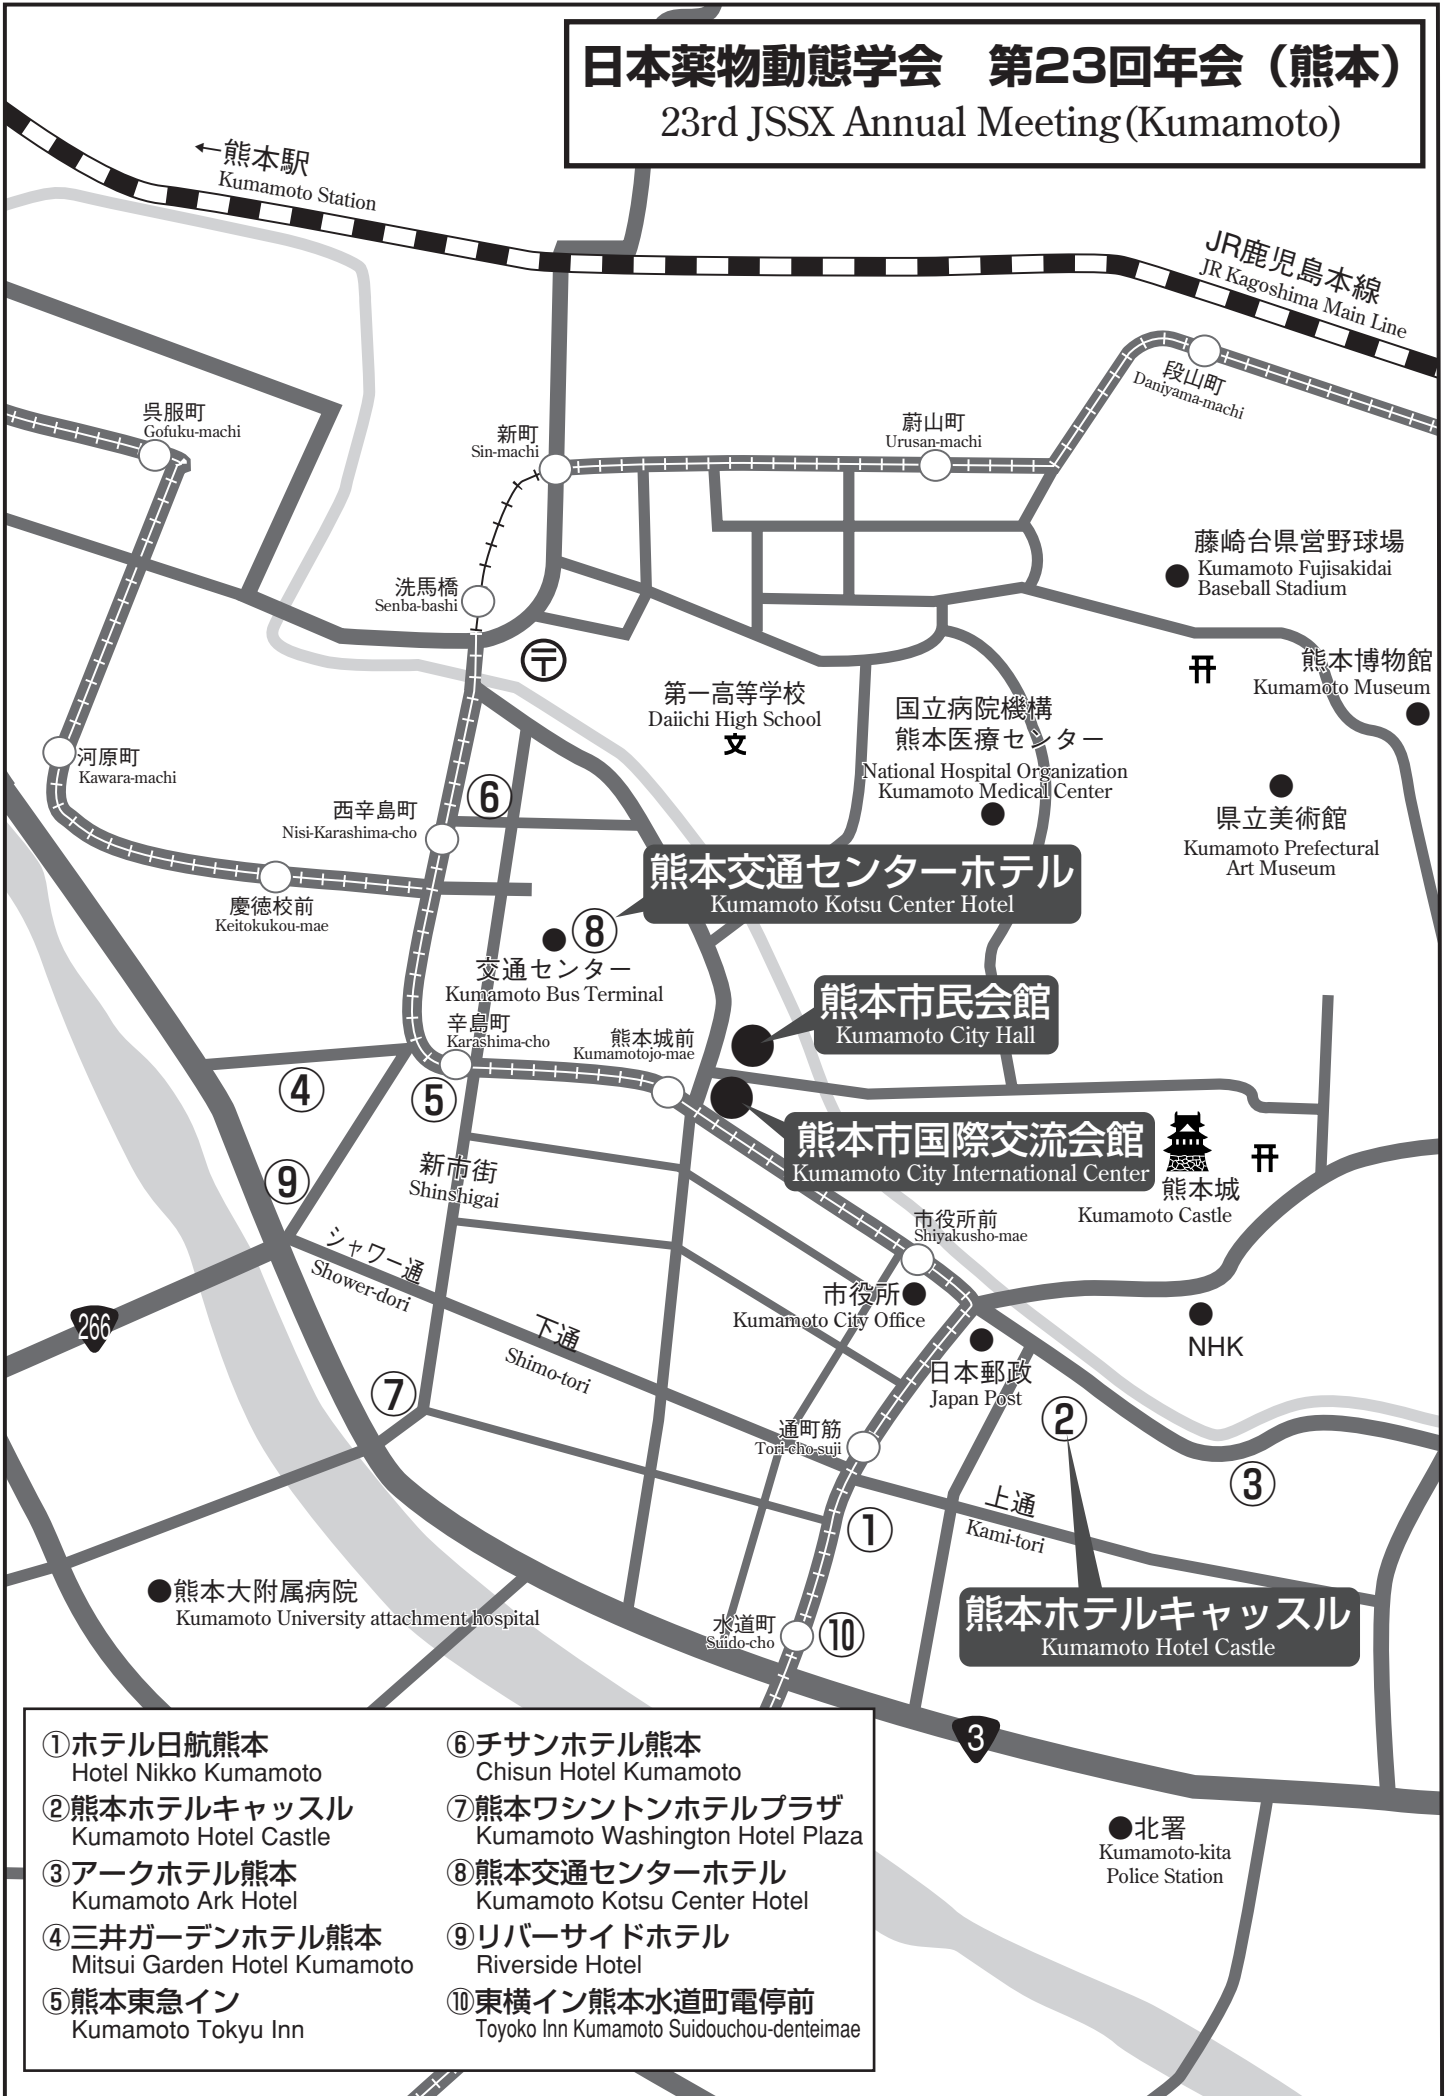 日本薬物動態学会　第23回年会（熊本）
23rd JSSX Annual Meeting(Kumamoto)
←熊本駅
Kumamoto Station
JR鹿児島本線
JR Kagoshima Main Line
段山町
Daniyama-machi
呉服町
Gofuku-machi
新町
Sin-machi
蔚山町
Urusan-machi
藤崎台県営野球場
Kumamoto Fujisakidai
Baseball Stadium
洗馬橋
Senba-bashi
〒
熊本博物館
Kumamoto Museum
第一高等学校
Daiichi High School
文
国立病院機構
熊本医療センター
National Hospital Organization
Kumamoto Medical Center
河原町
Kawara-machi
⑥
西辛島町
Nisi-Karashima-cho
県立美術館
Kumamoto Prefectural
Art Museum
熊本交通センターホテル
Kumamoto Kotsu Center Hotel
慶徳校前
Keitokukou-mae
⑧
交通センター
Kumamoto Bus Terminal
熊本市民会館
Kumamoto City Hall
辛島町
Karashima-cho
熊本城前
Kumamotojo-mae
④
⑤
熊本市国際交流会館
Kumamoto City International Center
熊本城
Kumamoto Castle
新市街
Shinshigai
⑨
市役所前
Shiyakusho-mae
シャワー通
Shower-dori
市役所
Kumamoto City Office
266
下通
Shimo-tori
NHK
日本郵政
Japan Post
⑦
②
通町筋
Tori-cho-suji
③
上通
Kami-tori
①
熊本大附属病院
Kumamoto University attachment hospital
熊本ホテルキャッスル
Kumamoto Hotel Castle
水道町
Suido-cho
⑩
3
北署
Kumamoto-kita
Police Station
①ホテル日航熊本
Hotel Nikko Kumamoto
②熊本ホテルキャッスル
Kumamoto Hotel Castle
③アークホテル熊本
Kumamoto Ark Hotel
④三井ガーデンホテル熊本
Mitsui Garden Hotel Kumamoto
⑤熊本東急イン
Kumamoto Tokyu Inn
⑥チサンホテル熊本
Chisun Hotel Kumamoto
⑦熊本ワシントンホテルプラザ
Kumamoto Washington Hotel Plaza
⑧熊本交通センターホテル
Kumamoto Kotsu Center Hotel
⑨リバーサイドホテル
Riverside Hotel
⑩東横イン熊本水道町電停前
Toyoko Inn Kumamoto Suidouchou-denteimae